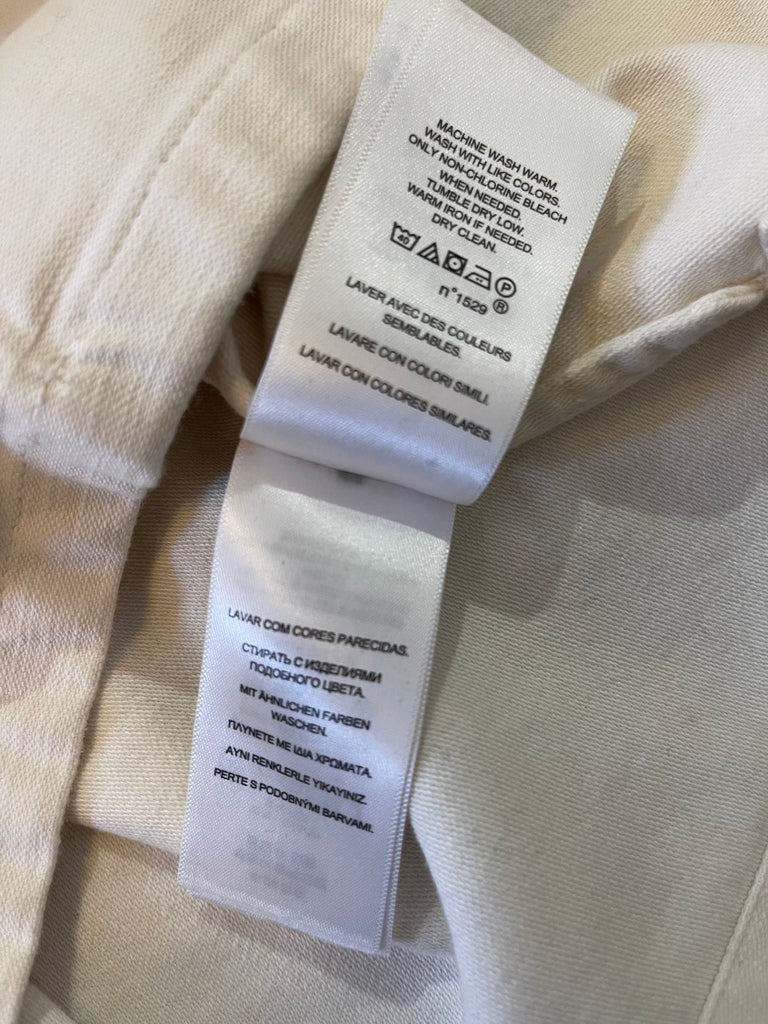 MACHINE WASH WARM.
WASH WITH LIKE COLORS.
ONLY NON-CHLORINE BLEACH
WHEN NEEDED.
TUMBLE DRY LOW.
WARM IRON IF NEEDED.
DRY CLEAN.
40 P
n°1529 ®
LAVER AVEC DES COULEURS
SEMBLABLES.
LAVARE CON COLORI SIMILI.
LAVAR CON COLORES SIMILARES.
LAVAR COM CORES PARECIDAS.
СТИРАТЬ С ИЗДЕЛИЯМИ
ПОДОБНОГО ЦВЕТА.
MIT ÄHNLICHEN FARBEN
WASCHEN.
ΠΛΥΝΕΤΕ ΜΕ ΙΔΙΑ ΧΡΩΜΑΤΑ.
AYNI RENKLERLE YIKAYINIZ.
PERTE S PODOBNÝMI BARVAMI.